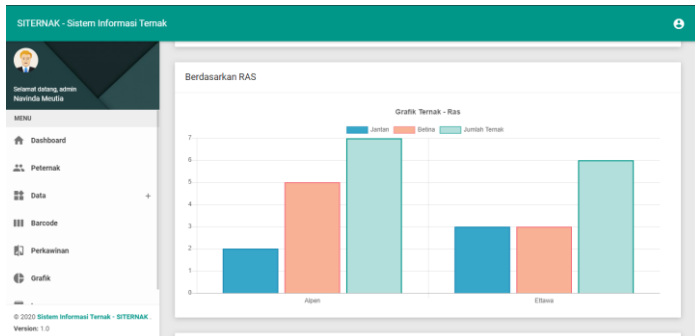 SITERNAK - Sistem Informasi Ternak
Selamat datang, admin
Navinda Meutia
MENU
Dashboard
Peternak
Data +
Barcode
Perkawinan
Grafik
© 2020 Sistem Informasi Ternak - SITERNAK
Version: 1.0
Berdasarkan RAS
Grafik Ternak - Ras
Jantan Betina Jumlah Ternak
7
6
5
4
3
2
1
0
Alpen Ettawa